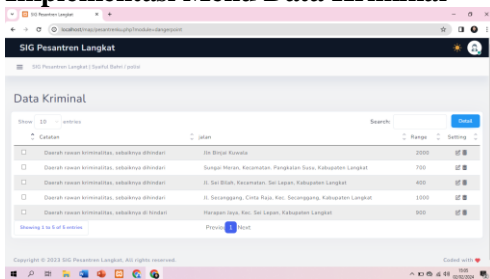 Implementasi Menu Data Kriminal
SIG Pesantren Langkat
localhost/map/pesantrenku.php?module=dangerpoint
SIG Pesantren Langkat
SIG Pesantren Langkat / Syaiful Bahri / polisi
Data Kriminal
Show 10 entries Search: Detail
Catatan jalan Range Setting
Daerah rawan kriminalitas, sebaiknya dihindari Jln Binjai Kuwala 2000
Daerah rawan kriminalitas, sebaiknya dihindari Sungai Meran, Kecamatan. Pangkalan Susu, Kabupaten Langkat 700
Daerah rawan kriminalitas, sebaiknya dihindari Jl. Sei Bilah, Kecamatan. Sei Lepan, Kabupaten Langkat 400
Daerah rawan kriminalitas, sebaiknya dihindari Jl. Secanggang, Cinta Raja, Kec. Secanggang, Kabupaten Langkat 1000
Daerah rawan kriminalitas, sebaiknya di hindari Harapan Jaya, Kec. Sei Lepan, Kabupaten Langkat 800
Showing 1 to 5 of 5 entries Previous 1 Next
Copyright © 2023 SIG Pesantren Langkat, All rights reserved. Coded with
02/02/2024